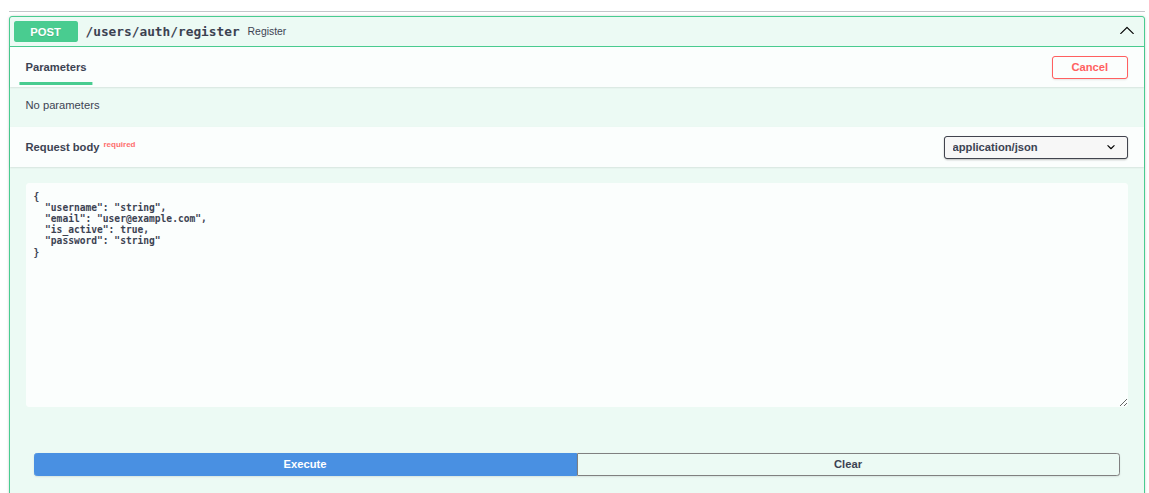 POST /users/auth/register Register
Parameters
Cancel
No parameters
Request body required
application/json
{
  "username": "string",
  "email": "user@example.com",
  "is_active": true,
  "password": "string"
}
Execute
Clear